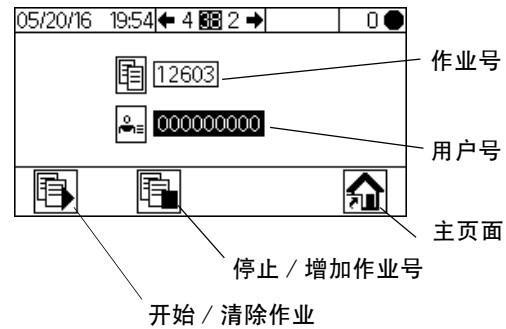 05/20/16 19:54 4 38 2 0
12603
作业号
000000000
用户号
主页面
停止 / 增加作业号
开始 / 清除作业